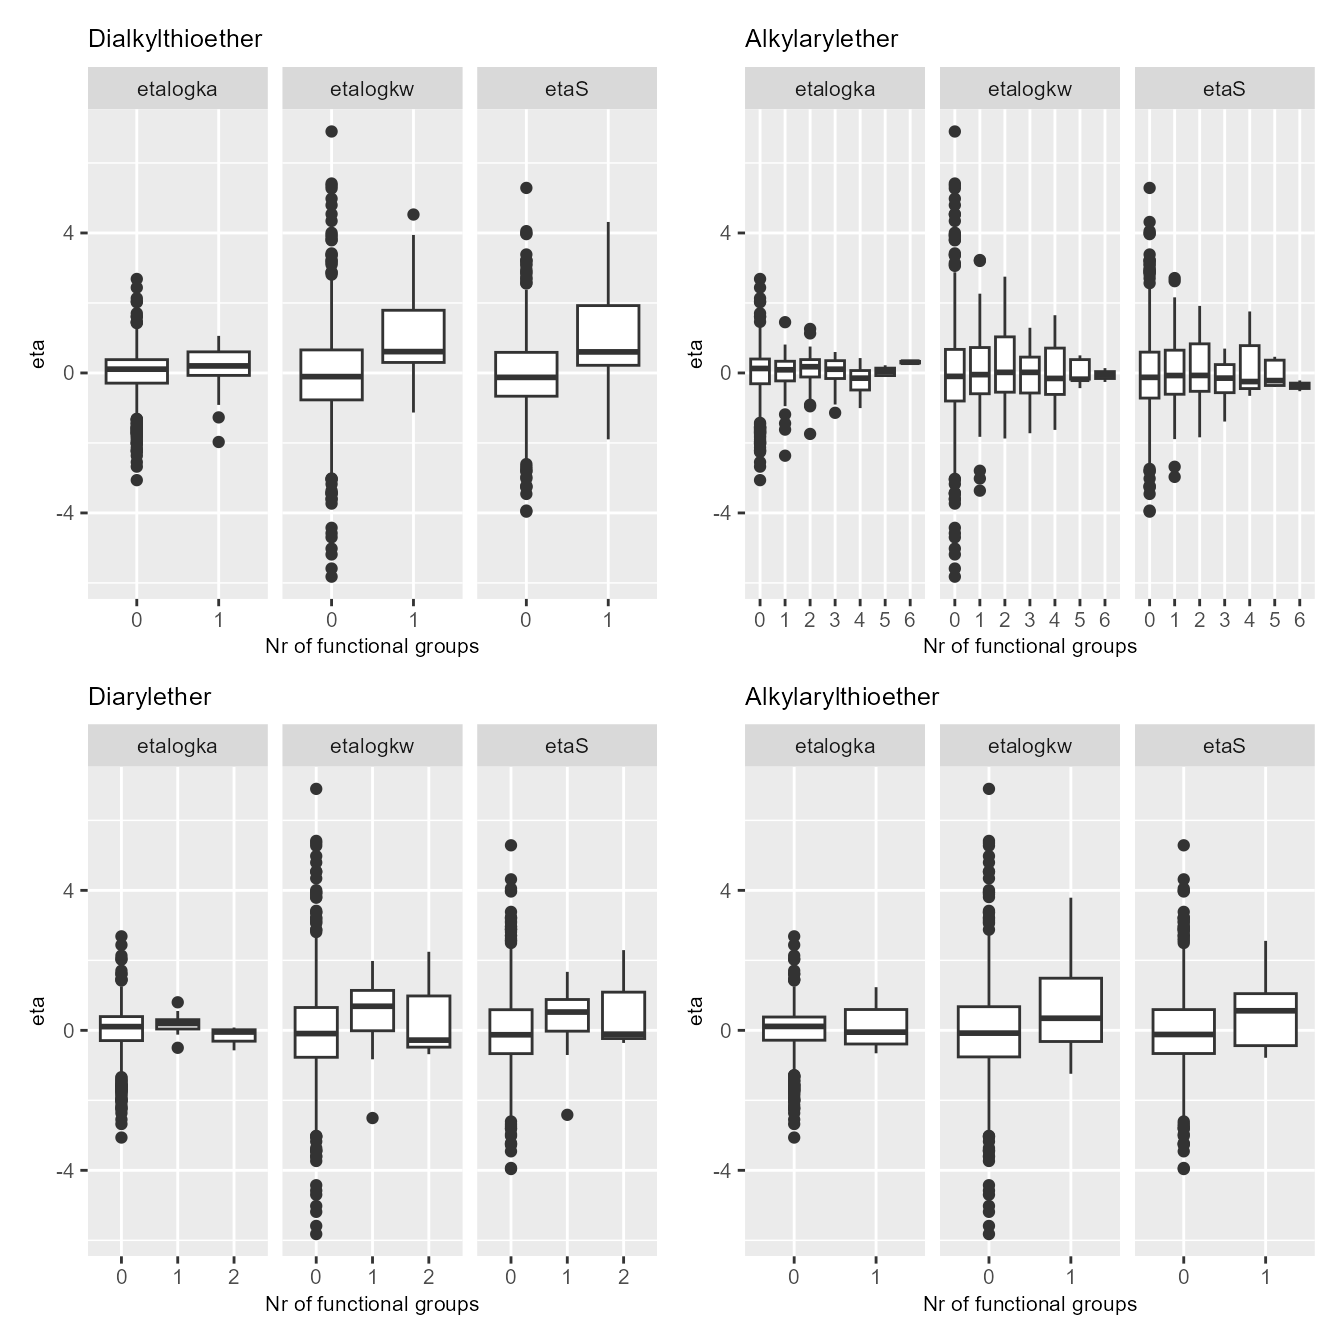 Dialkylthioether
etalogka etalogkw etaS
4
0
-4
eta
0 1 0 1 0 1
Nr of functional groups
Alkylarylether
etalogka etalogkw etaS
4
0
-4
eta
0 1 2 3 4 5 6 0 1 2 3 4 5 6 0 1 2 3 4 5 6
Nr of functional groups
Diarylether
etalogka etalogkw etaS
4
0
-4
eta
0 1 2 0 1 2 0 1 2
Nr of functional groups
Alkylarylthioether
etalogka etalogkw etaS
4
0
-4
eta
0 1 0 1 0 1
Nr of functional groups